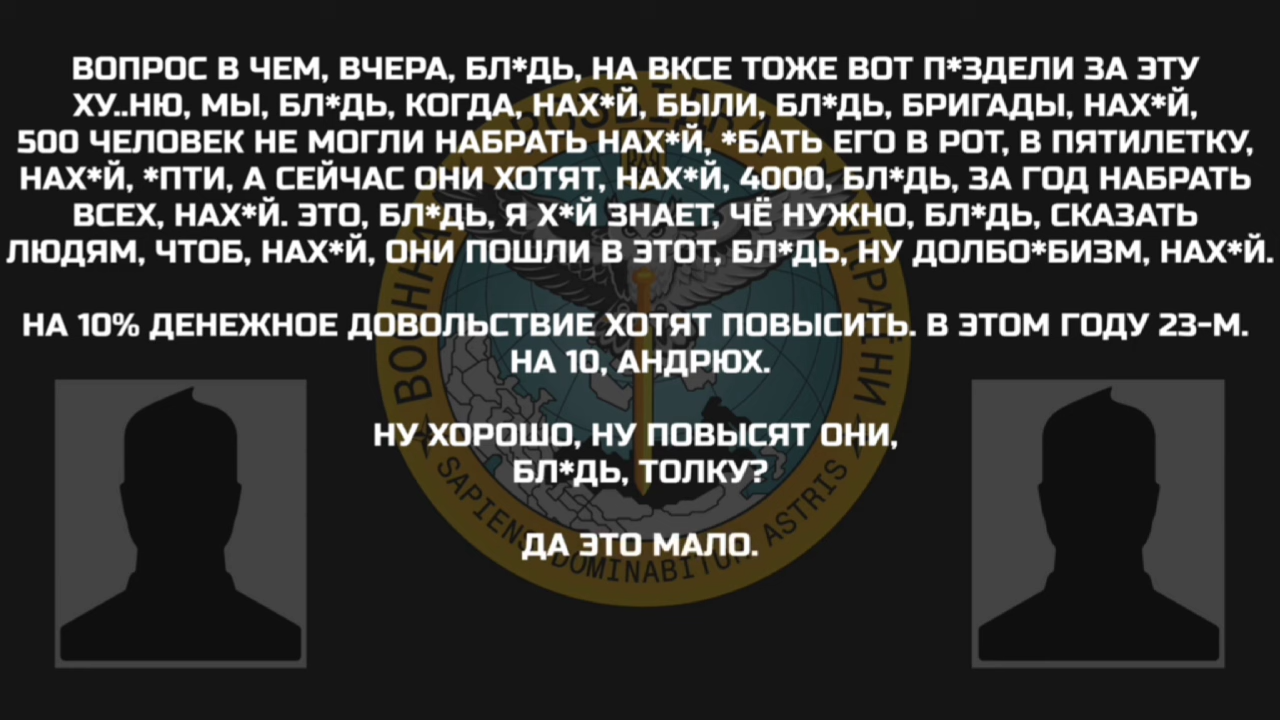 ВОПРОС В ЧЕМ, ВЧЕРА, БЛ*ДЬ, НА ВКСЕ ТОЖЕ ВОТ П*ЗДЕЛИ ЗА ЭТУ
ХУ..НЮ, МЫ, БЛ*ДЬ, КОГДА, НАХ*Й, БЫЛИ, БЛ*ДЬ, БРИГАДЫ, НАХ*Й,
500 ЧЕЛОВЕК НЕ МОГЛИ НАБРАТЬ НАХ*Й, *БАТЬ ЕГО В РОТ, В ПЯТИЛЕТКУ,
НАХ*Й, *ПТИ, А СЕЙЧАС ОНИ ХОТЯТ, НАХ*Й, 4000, БЛ*ДЬ, ЗА ГОД НАБРАТЬ
ВСЕХ, НАХ*Й. ЭТО, БЛ*ДЬ, Я Х*Й ЗНАЕТ, ЧЁ НУЖНО, БЛ*ДЬ, СКАЗАТЬ
ЛЮДЯМ, ЧТОБ, НАХ*Й, ОНИ ПОШЛИ В ЭТОТ, БЛ*ДЬ, НУ ДОЛБО*БИЗМ, НАХ*Й.
НА 10% ДЕНЕЖНОЕ ДОВОЛЬСТВИЕ ХОТЯТ ПОВЫСИТЬ. В ЭТОМ ГОДУ 23-М.
НА 10, АНДРЮХ.
НУ ХОРОШО, НУ ПОВЫСЯТ ОНИ,
БЛ*ДЬ, ТОЛКУ?
ДА ЭТО МАЛО.
SAPIENS DOMINABITUR ASTRIS